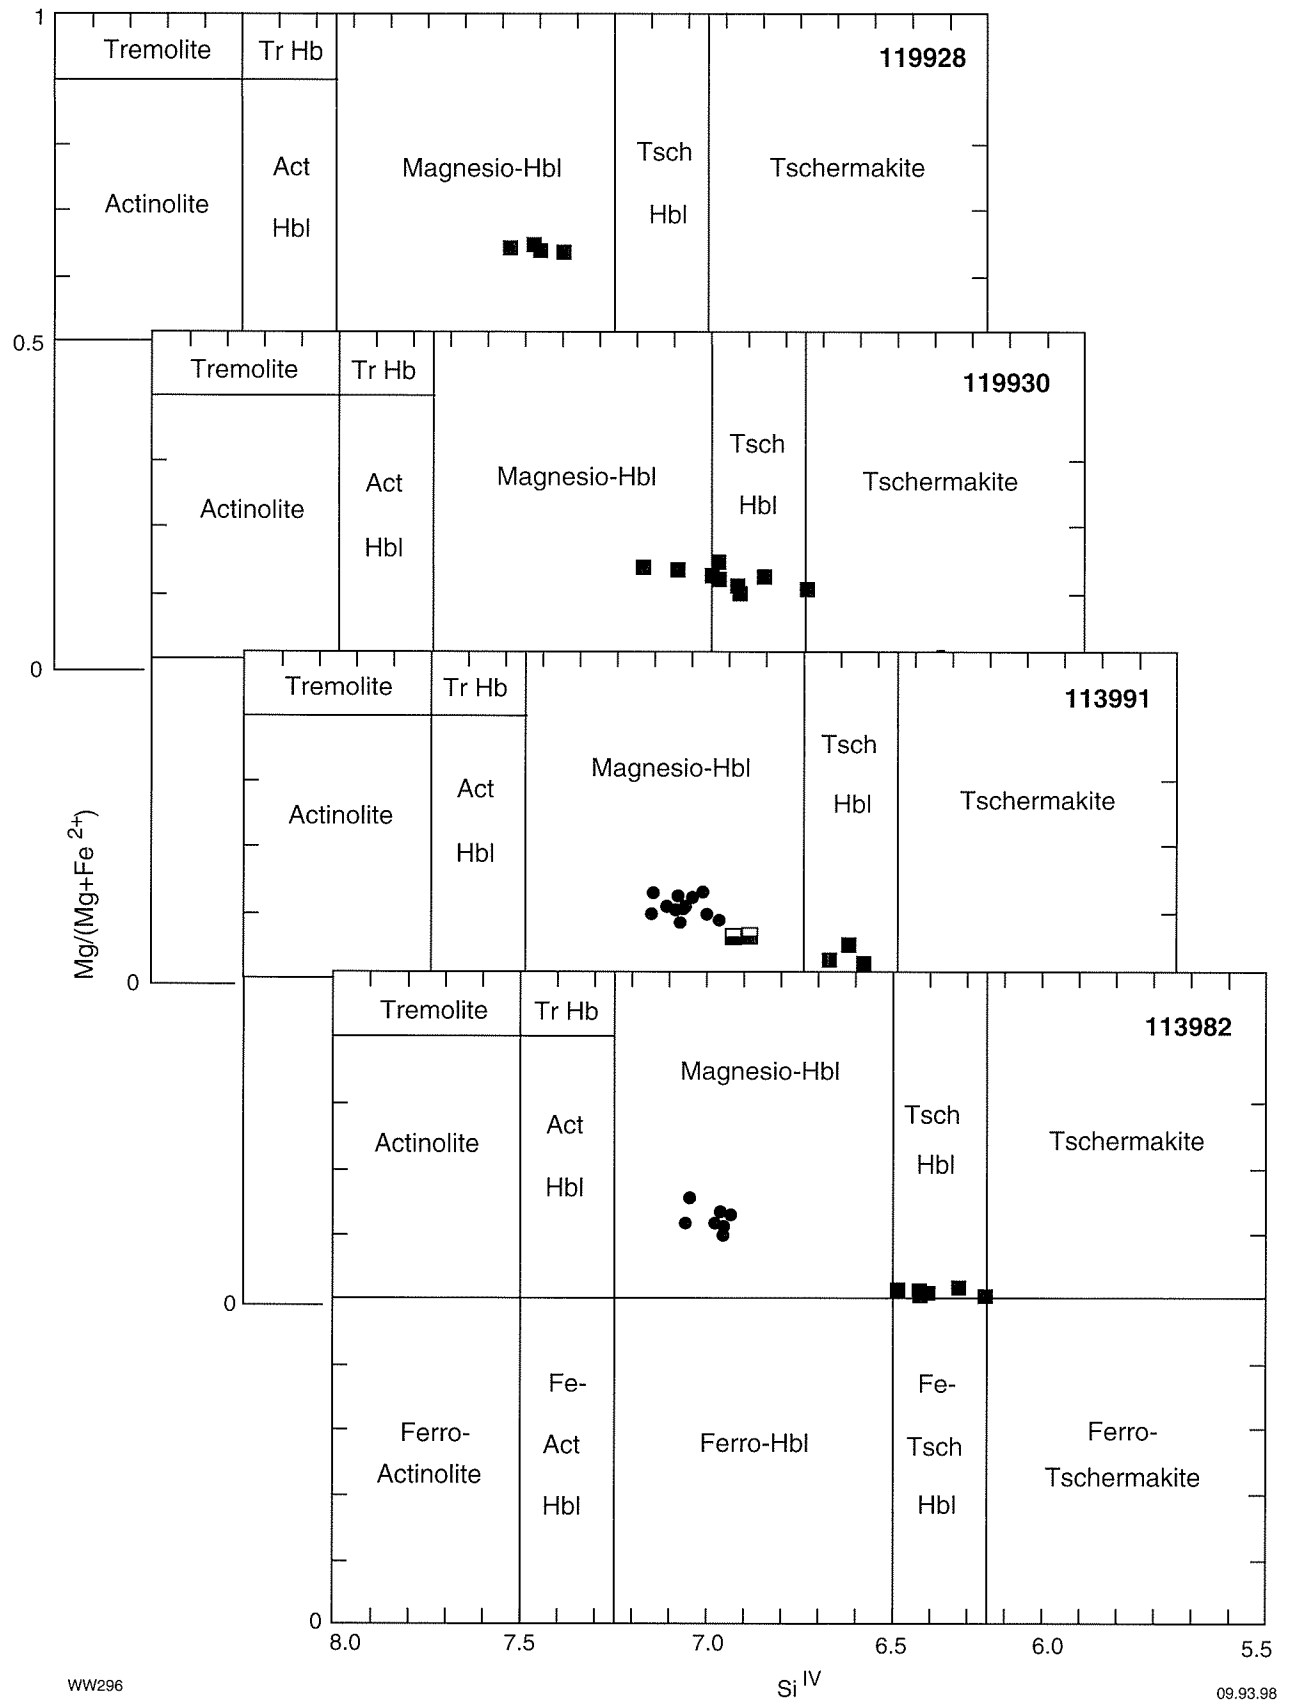 1
Tremolite Tr Hb 119928
Act Hbl
Actinolite
Magnesio-Hbl
Tsch Hbl
Tschermakite
0.5
Tremolite Tr Hb 119930
Act Hbl
Actinolite
Magnesio-Hbl
Tsch Hbl
Tschermakite
0
Tremolite Tr Hb 113991
Act Hbl
Actinolite
Magnesio-Hbl
Tsch Hbl
Tschermakite
Mg/(Mg+Fe 2+)
0
Tremolite Tr Hb 113982
Act Hbl
Actinolite
Magnesio-Hbl
Tsch Hbl
Tschermakite
0
Ferro-
Actinolite
Fe-
Act
Hbl
Ferro-Hbl
Fe-
Tsch
Hbl
Ferro-
Tschermakite
0
8.0 7.5 7.0 6.5 6.0 5.5
Si IV
WW296 09.93.98